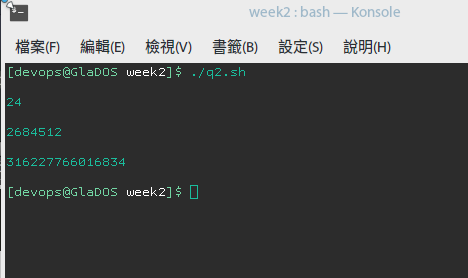 week2 : bash — Konsole
檔案(F) 編輯(E) 檢視(V) 書籤(B) 設定(S) 說明(H)
[devops@GlaDOS week2]$ ./q2.sh
24
2684512
316227766016834
[devops@GlaDOS week2]$